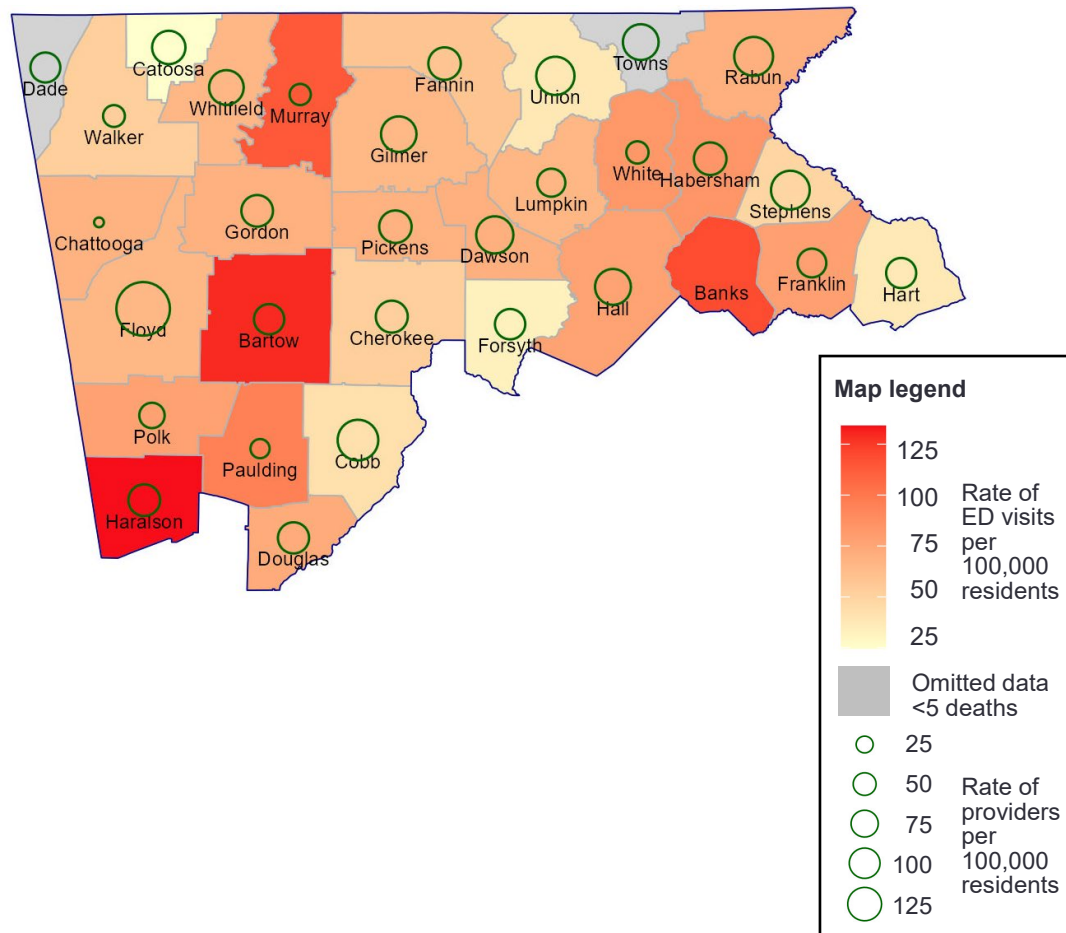 Towns
Catoosa
Rabun
Dade
Fannin
Union
Whitfield
Murray
Walker
Gilmer
White
Habersham
Lumpkin
Stephens
Gordon
Chattooga
Pickens
Dawson
Franklin
Banks
Hart
Hall
Floyd
Bartow
Cherokee
Forsyth
Polk
Cobb
Paulding
Haralson
Douglas
Map legend
125
100
75
50
25
Rate of
ED visits
per
100,000
residents
Omitted data
<5 deaths
25
50
75
100
125
Rate of
providers
per
100,000
residents